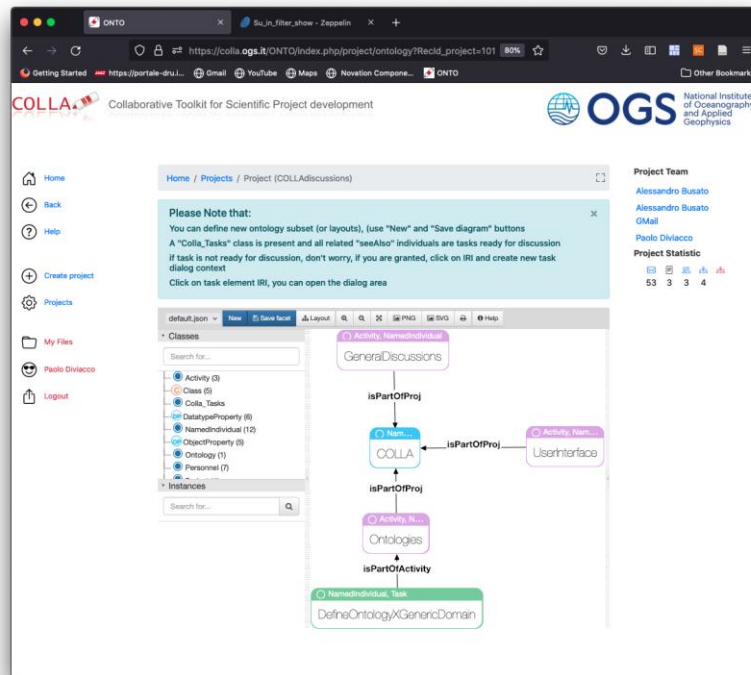 ONTO
Su_in_filter_show - Zeppelin
https://colla.ogs.it/ONTO/index.php/project/ontology?RecId_project=101
80%
Getting Started
https://portale-dru.i...
Gmail
YouTube
Maps
Novation Compone...
ONTO
Other Bookmark
COLLA
Collaborative Toolkit for Scientific Project development
OGS
National Institute
of Oceanography
and Applied
Geophysics
Home
Back
Help
Create project
Projects
My Files
Paolo Diviacco
Logout
Home / Projects / Project (COLLAdiscussions)
Please Note that:
You can define new ontology subset (or layouts), (use "New" and "Save diagram" buttons
A "Colla_Tasks" class is present and all related "seeAlso" individuals are tasks ready for discussion
if task is not ready for discussion, don't worry, if you are granted, click on IRI and create new task
dialog context
Click on task element IRI, you can open the dialog area
default.json
New
Save facet
Layout
PNG
SVG
Help
Classes
Search for...
Activity (3)
Class (5)
Colla_Tasks
DatatypeProperty (6)
NamedIndividual (12)
ObjectProperty (5)
Ontology (1)
Personnel (7)
Instances
Search for...
Activity, NamedIndividual
GeneralDiscussions
isPartOfProj
Nam...
COLLA
isPartOfProj
Activity, Nam...
UserInterface
isPartOfProj
Activity, N...
Ontologies
isPartOfActivity
NamedIndividual, Task
DefineOntologyXGenericDomain
Project Team
Alessandro Busato
Alessandro Busato
GMail
Paolo Diviacco
Project Statistic
53 3 3 4